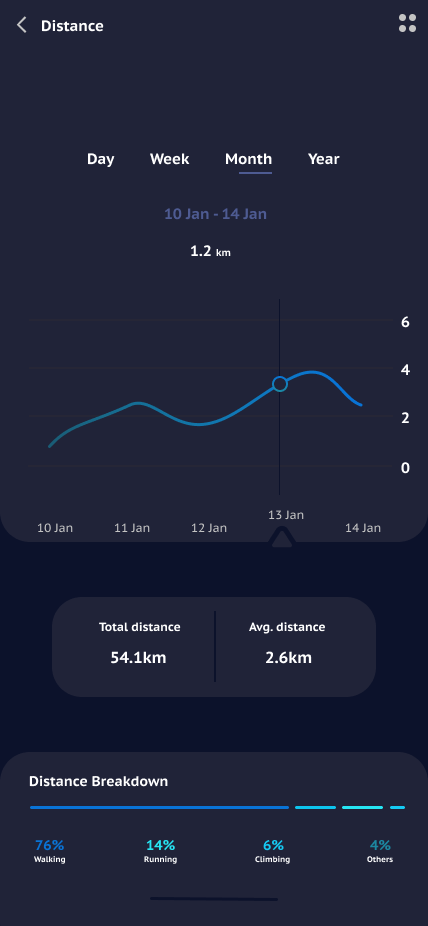 Distance
Day Week Month Year
10 Jan - 14 Jan
1.2 km
6
4
2
0
10 Jan 11 Jan 12 Jan 13 Jan 14 Jan
Total distance Avg. distance
54.1km 2.6km
Distance Breakdown
76% 14% 6% 4%
Walking Running Climbing Others